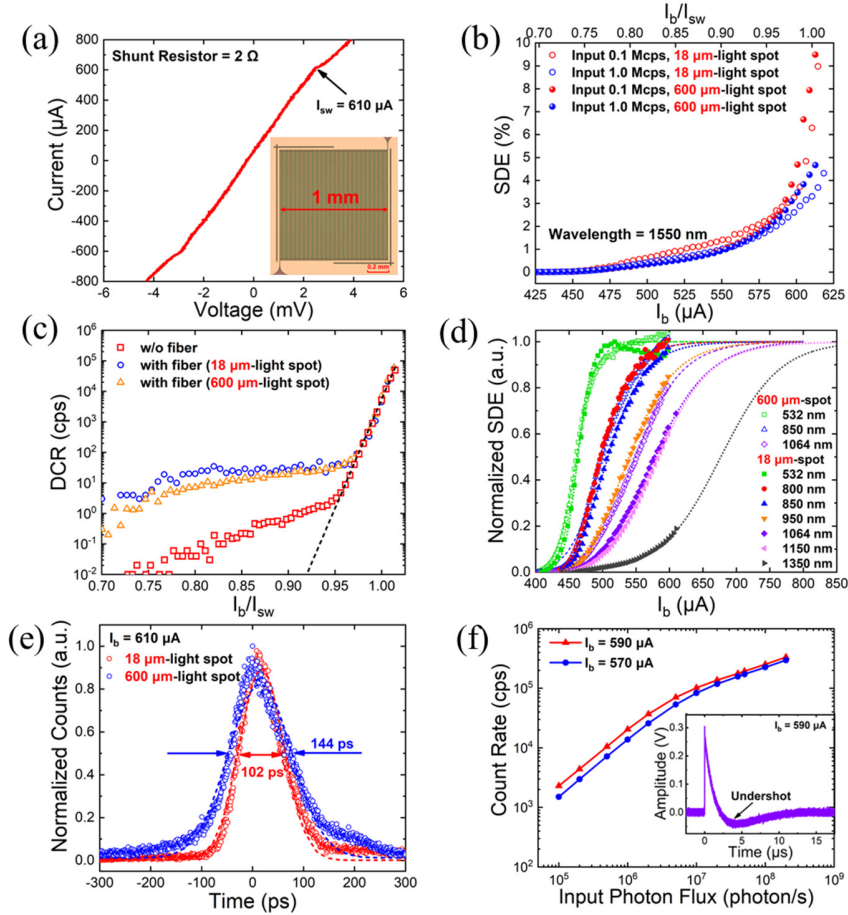 (a)
800
600
400
200
0
-200
-400
-600
-800
Current (µA)
Shunt Resistor = 2 Ω
I_sw = 610 µA
1 mm
0.2 mm
-6 -4 -2 0 2 4 6
Voltage (mV)
(b)
I_b/I_sw
0.70 0.75 0.80 0.85 0.90 0.95 1.00
10
9
8
7
6
5
4
3
2
1
0
SDE (%)
Input 0.1 Mcps, 18 µm-light spot
Input 1.0 Mcps, 18 µm-light spot
Input 0.1 Mcps, 600 µm-light spot
Input 1.0 Mcps, 600 µm-light spot
Wavelength = 1550 nm
425 450 475 500 525 550 575 600 625
I_b (µA)
(c)
10^6
10^5
10^4
10^3
10^2
10^1
10^0
10^-1
10^-2
DCR (cps)
w/o fiber
with fiber (18 µm-light spot)
with fiber (600 µm-light spot)
0.70 0.75 0.80 0.85 0.90 0.95 1.00
I_b/I_sw
(d)
1.0
0.8
0.6
0.4
0.2
0.0
Normalized SDE (a.u.)
600 µm-spot
532 nm
850 nm
1064 nm
18 µm-spot
532 nm
800 nm
850 nm
950 nm
1064 nm
1150 nm
1350 nm
400 450 500 550 600 650 700 750 800 850
I_b (µA)
(e)
1.0
0.8
0.6
0.4
0.2
0.0
Normalized Counts (a.u.)
I_b = 610 µA
18 µm-light spot
600 µm-light spot
144 ps
102 ps
-300 -200 -100 0 100 200 300
Time (ps)
(f)
10^6
10^5
10^4
10^3
10^2
Count Rate (cps)
I_b = 590 µA
I_b = 570 µA
I_b = 590 µA
0.3
0.2
0.1
0.0
Amplitude (V)
Undershot
0 5 10 15
Time (µs)
10^5 10^6 10^7 10^8 10^9
Input Photon Flux (photon/s)